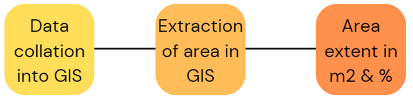 Data
collation
into GIS
Extraction
of area in
GIS
Area
extent in
m2 & %